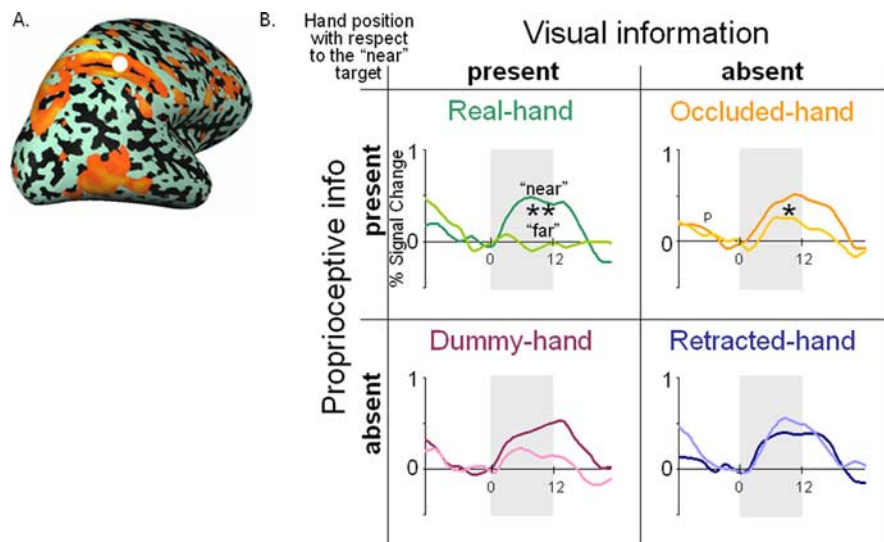 A.
B.
Hand position
with respect
to the “near”
target
Visual information
present
absent
Proprioceptive info
present
absent
Real-hand
% Signal Change
1
0
“near”
**
“far”
0
12
Occluded-hand
1
0
p
*
0
12
Dummy-hand
1
0
0
12
Retracted-hand
1
0
0
12